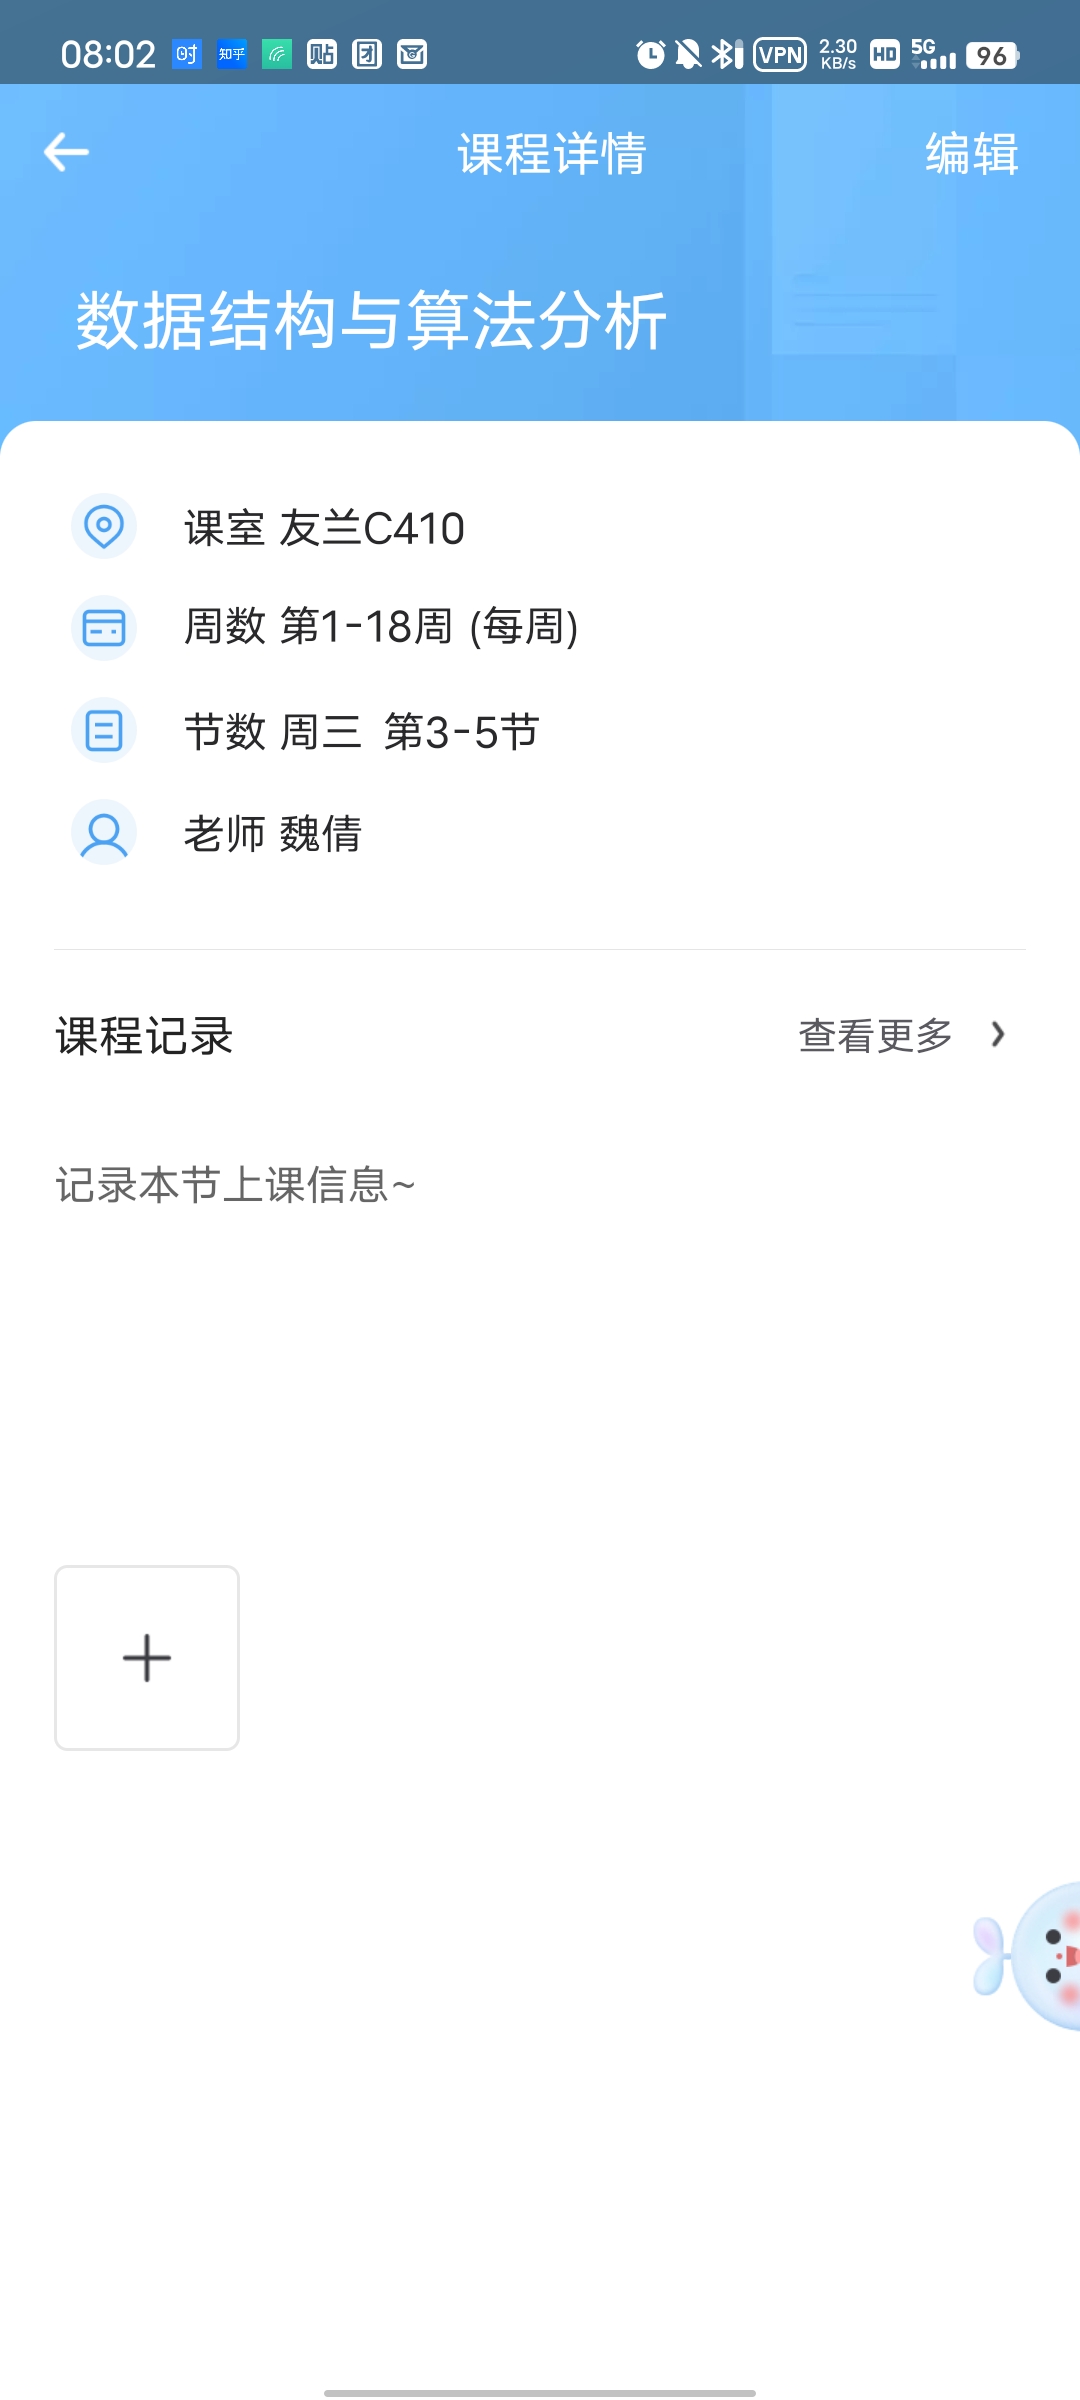 08:02 时 知乎 贴 团 VPN 2.30 KB/s HD 5G 96
课程详情 编辑
数据结构与算法分析
课室 友兰C410
周数 第1-18周 (每周)
节数 周三 第3-5节
老师 魏倩
课程记录 查看更多
记录本节上课信息~